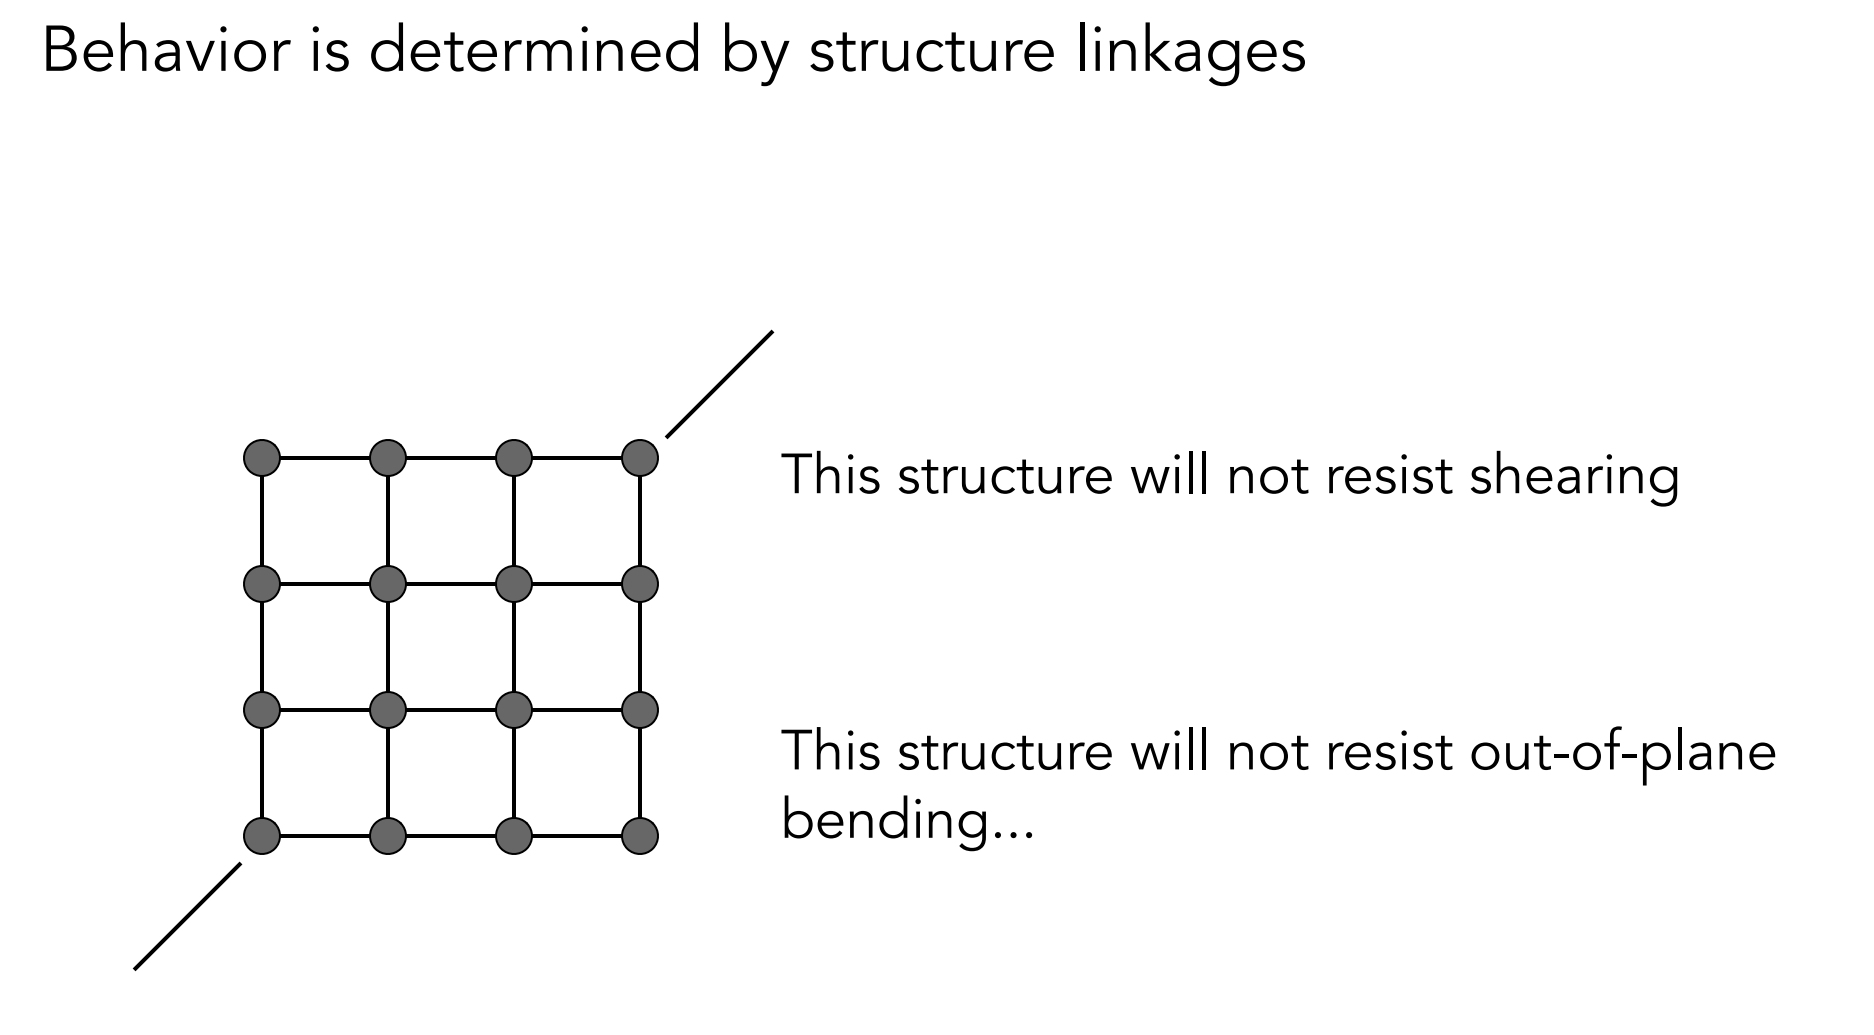 Behavior is determined by structure linkages
This structure will not resist shearing
This structure will not resist out-of-plane
bending...